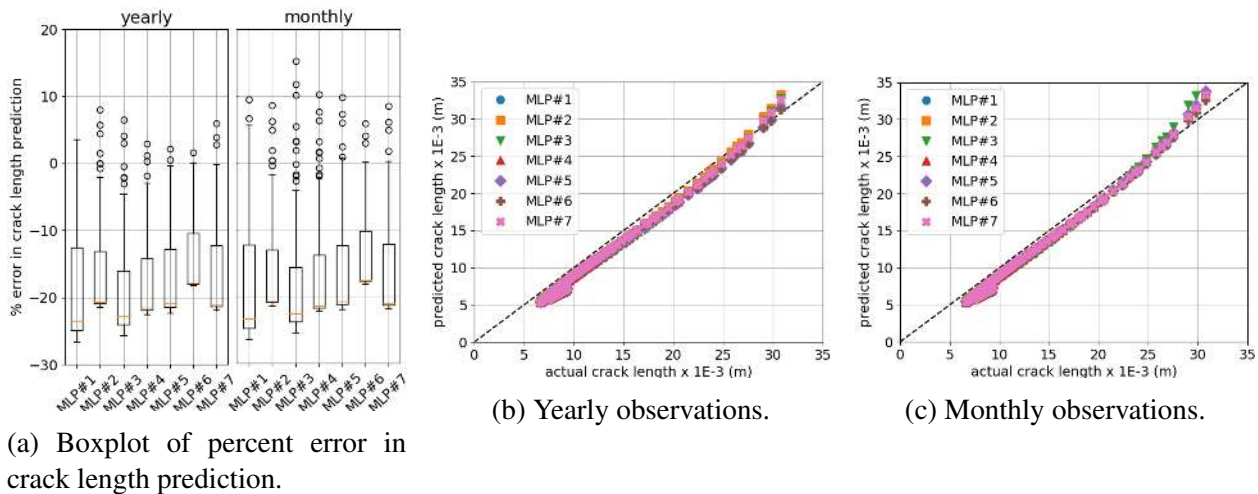 yearly
monthly
% error in crack length prediction
20
10
0
−10
−20
−30
MLP#1
MLP#2
MLP#3
MLP#4
MLP#5
MLP#6
MLP#7
MLP#1
MLP#2
MLP#3
MLP#4
MLP#5
MLP#6
MLP#7
(a) Boxplot of percent error in
crack length prediction.
predicted crack length x 1E-3 (m)
35
30
25
20
15
10
5
0
MLP#1
MLP#2
MLP#3
MLP#4
MLP#5
MLP#6
MLP#7
0 5 10 15 20 25 30 35
actual crack length x 1E-3 (m)
(b) Yearly observations.
predicted crack length x 1E-3 (m)
35
30
25
20
15
10
5
0
MLP#1
MLP#2
MLP#3
MLP#4
MLP#5
MLP#6
MLP#7
0 5 10 15 20 25 30 35
actual crack length x 1E-3 (m)
(c) Monthly observations.